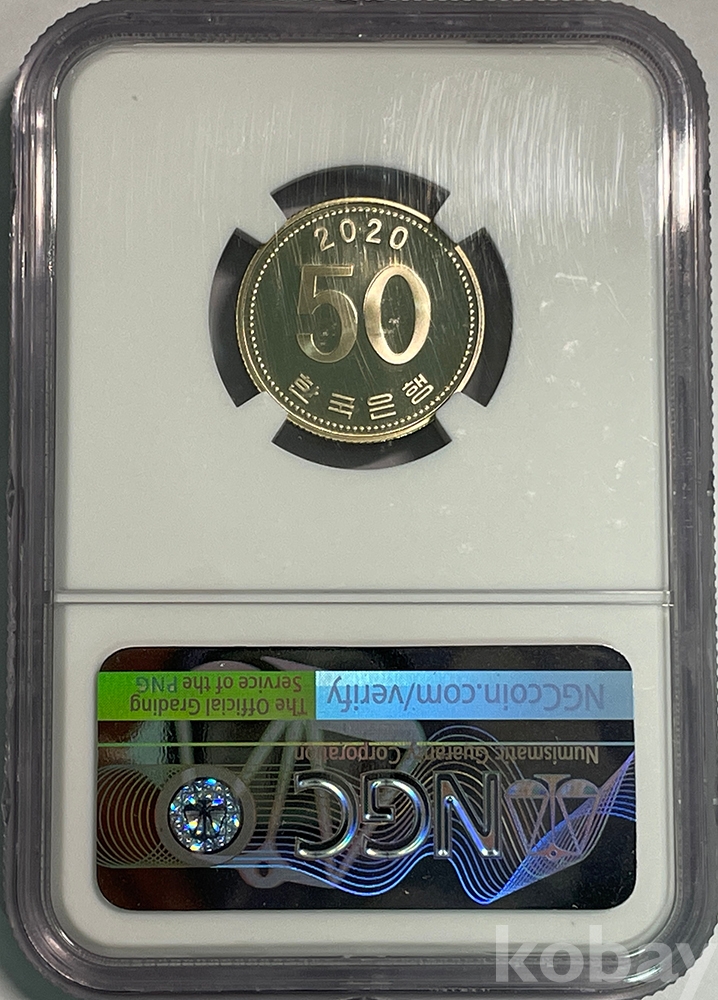 2020
50
한국은행
NGC
Numismatic Guaranty Corporation
NGCcoin.com/verify
The Official Grading
Service of the PNG
kobay